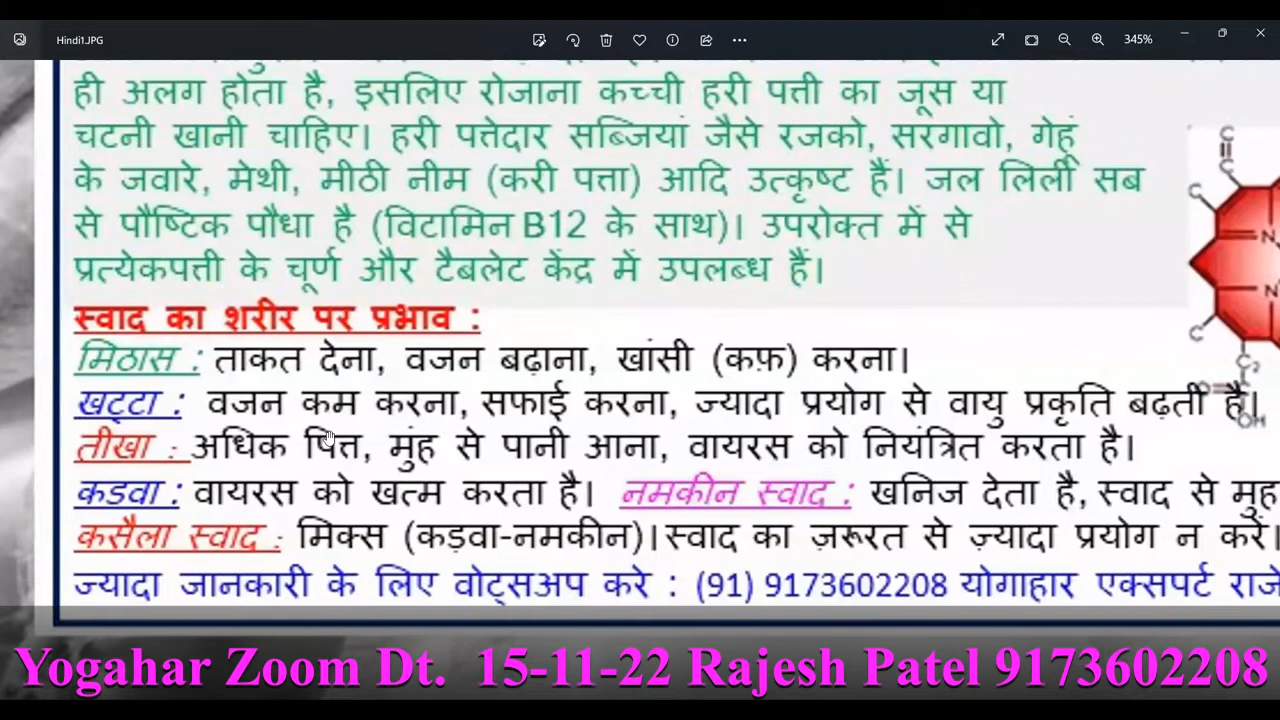 Hindi1.JPG
345%
ही अलग होता है, इसलिए रोजाना कच्ची हरी पत्ती का जूस या
चटनी खानी चाहिए। हरी पत्तेदार सब्जियां जैसे रजको, सरगावो, गेहूं
के जवारे, मेथी, मीठी नीम (करी पत्ता) आदि उत्कृष्ट हैं। जल लिली सब
से पौष्टिक पौधा है (विटामिन B12 के साथ)। उपरोक्त में से
प्रत्येकपत्ती के चूर्ण और टैबलेट केंद्र में उपलब्ध हैं।
स्वाद का शरीर पर प्रभाव :
मिठास : ताकत देना, वजन बढ़ाना, खांसी (कफ़) करना।
खट्टा : वजन कम करना, सफाई करना, ज्यादा प्रयोग से वायु प्रकृति बढ़ती है।
तीखा : अधिक पित्त, मुंह से पानी आना, वायरस को नियंत्रित करता है।
कडवा : वायरस को खत्म करता है। नमकीन स्वाद : खनिज देता है, स्वाद से मुह
कसैला स्वाद : मिक्स (कड़वा-नमकीन)। स्वाद का ज़रूरत से ज़्यादा प्रयोग न करें।
ज्यादा जानकारी के लिए वोट्सअप करे : (91) 9173602208 योगाहार एक्सपर्ट राजे
C
C
C
N
N
C
C
O
OH
Yogahar Zoom Dt. 15-11-22 Rajesh Patel 9173602208